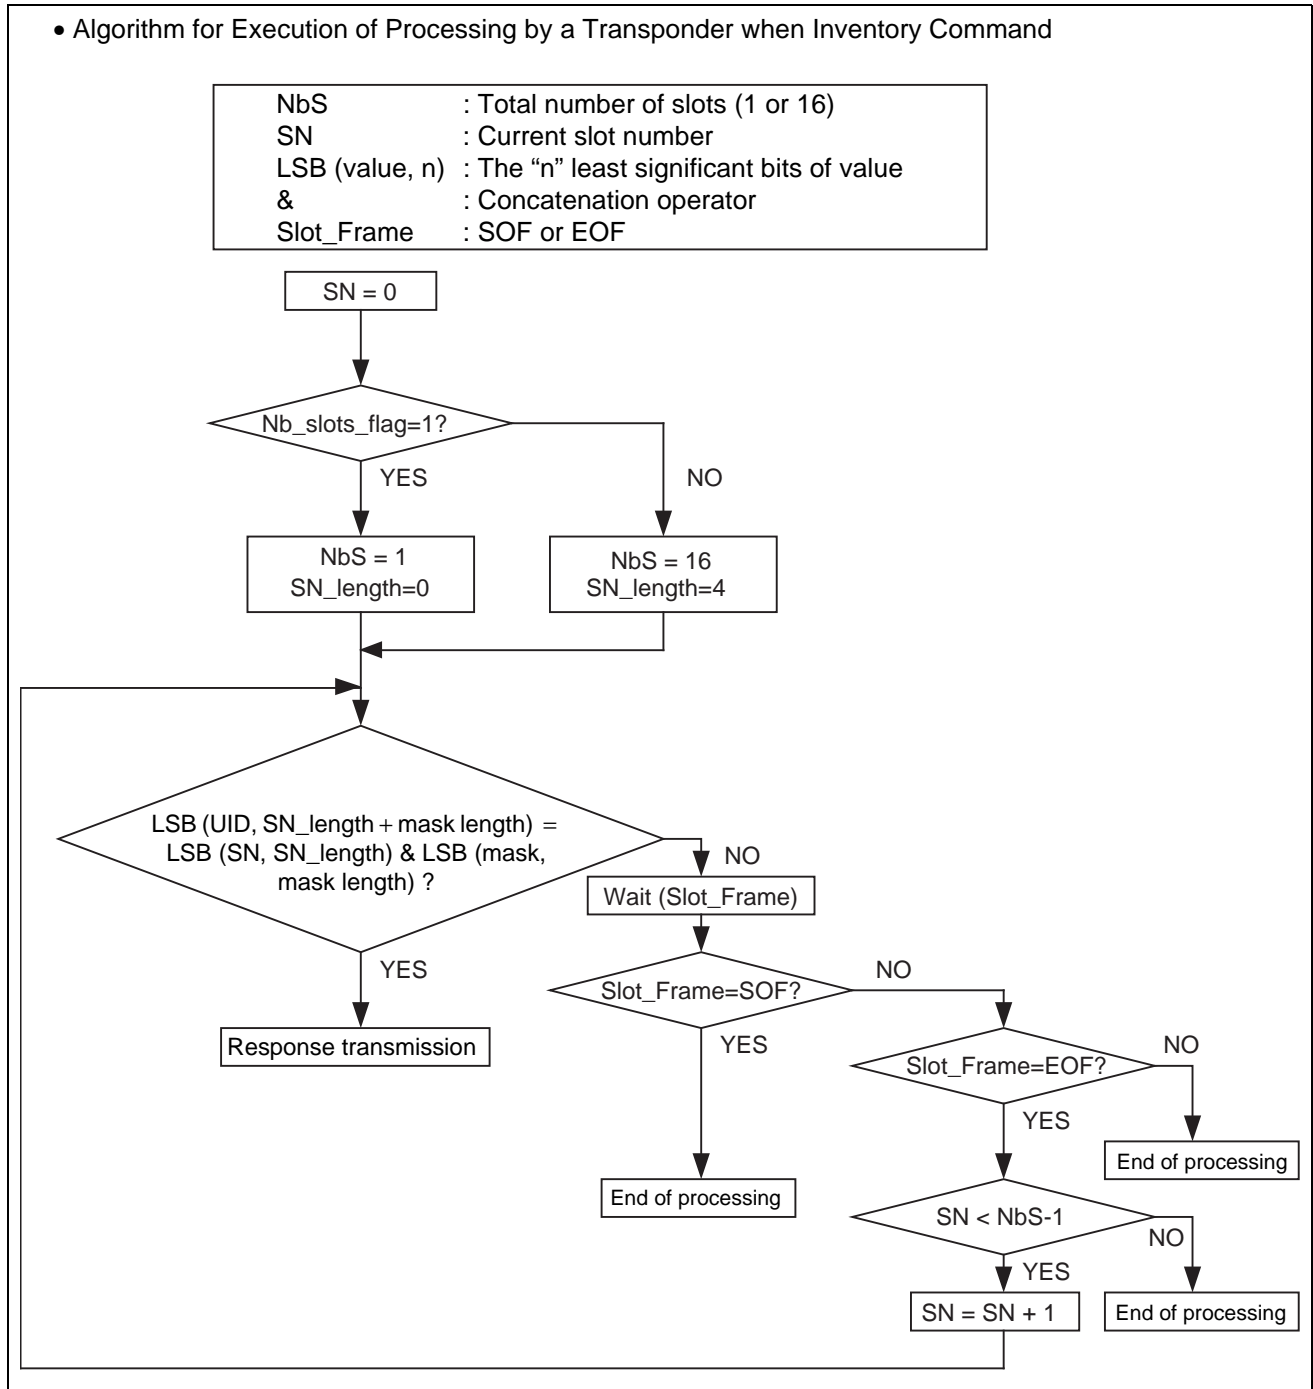 • Algorithm for Execution of Processing by a Transponder when Inventory Command
NbS : Total number of slots (1 or 16)
SN : Current slot number
LSB (value, n) : The “n” least significant bits of value
& : Concatenation operator
Slot_Frame : SOF or EOF
SN = 0
Nb_slots_flag=1?
YES
NO
NbS = 1
SN_length=0
NbS = 16
SN_length=4
LSB (UID, SN_length + mask length) =
LSB (SN, SN_length) & LSB (mask,
mask length) ?
NO
Wait (Slot_Frame)
YES
Response transmission
Slot_Frame=SOF?
NO
YES
End of processing
Slot_Frame=EOF?
NO
YES
End of processing
SN < NbS-1
NO
YES
SN = SN + 1
End of processing